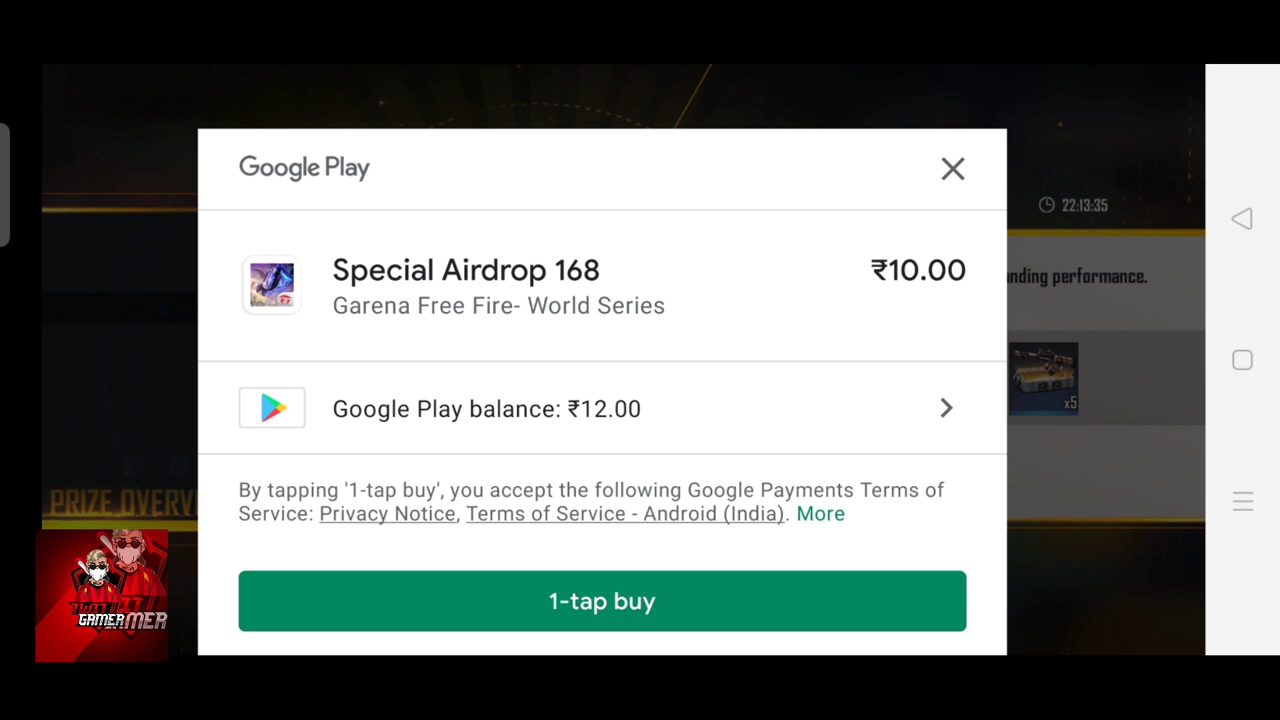 Google Play
22:13:35
Special Airdrop 168
₹10.00
Garena Free Fire- World Series
nding performance.
x5
Google Play balance: ₹12.00
By tapping '1-tap buy', you accept the following Google Payments Terms of
Service: Privacy Notice, Terms of Service - Android (India). More
PRIZE OVERV
1-tap buy
GAMER
MER